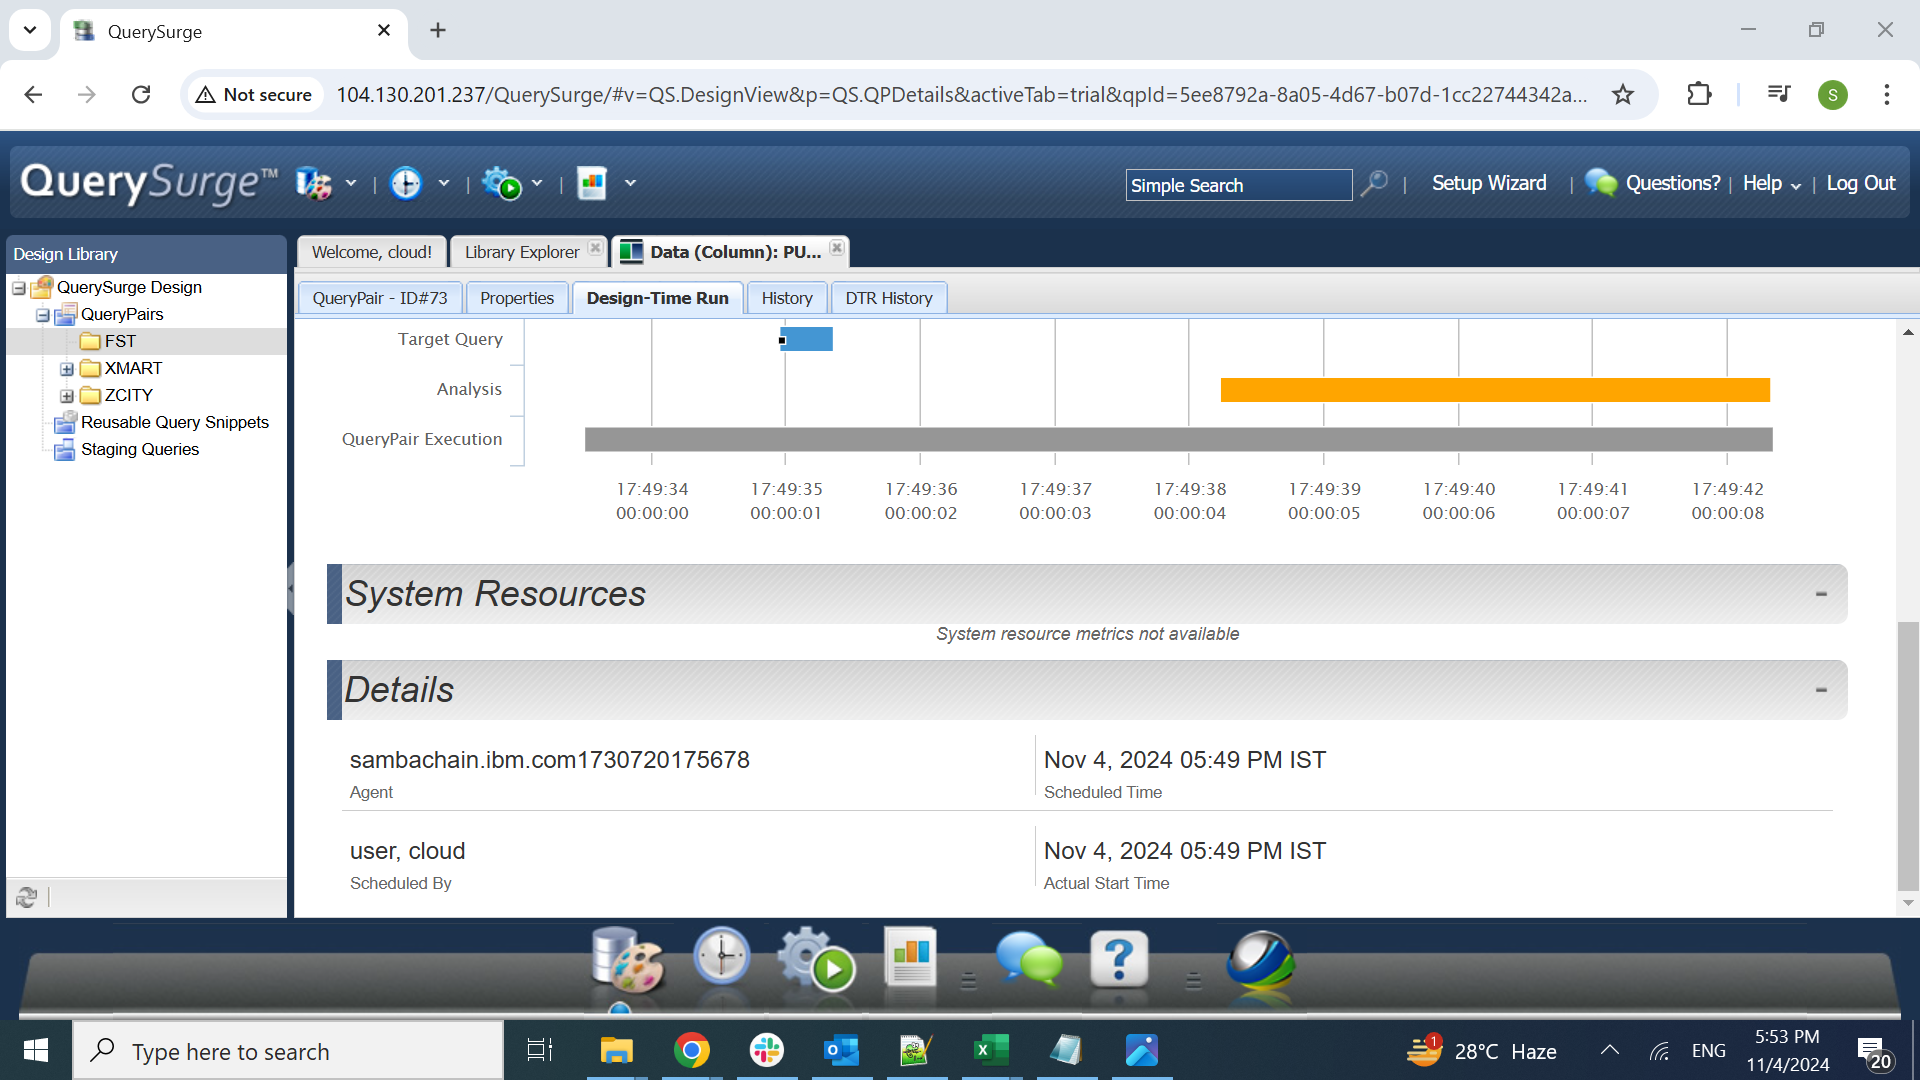 QuerySurge
Not secure
104.130.201.237/QuerySurge/#v=QS.DesignView&p=QS.QPDetails&activeTab=trial&qpId=5ee8792a-8a05-4d67-b07d-1cc22744342a...
S
QuerySurge™
Simple Search
Setup Wizard
Questions?
Help
Log Out
Design Library
QuerySurge Design
QueryPairs
FST
XMART
ZCITY
Reusable Query Snippets
Staging Queries
Welcome, cloud!
Library Explorer
Data (Column): PU...
QueryPair - ID#73
Properties
Design-Time Run
History
DTR History
Target Query
Analysis
QueryPair Execution
17:49:34 17:49:35 17:49:36 17:49:37 17:49:38 17:49:39 17:49:40 17:49:41 17:49:42
00:00:00 00:00:01 00:00:02 00:00:03 00:00:04 00:00:05 00:00:06 00:00:07 00:00:08
System Resources
System resource metrics not available
Details
sambachain.ibm.com1730720175678
Agent
Nov 4, 2024 05:49 PM IST
Scheduled Time
user, cloud
Scheduled By
Nov 4, 2024 05:49 PM IST
Actual Start Time
Type here to search
1
28°C Haze
ENG
5:53 PM
11/4/2024
20